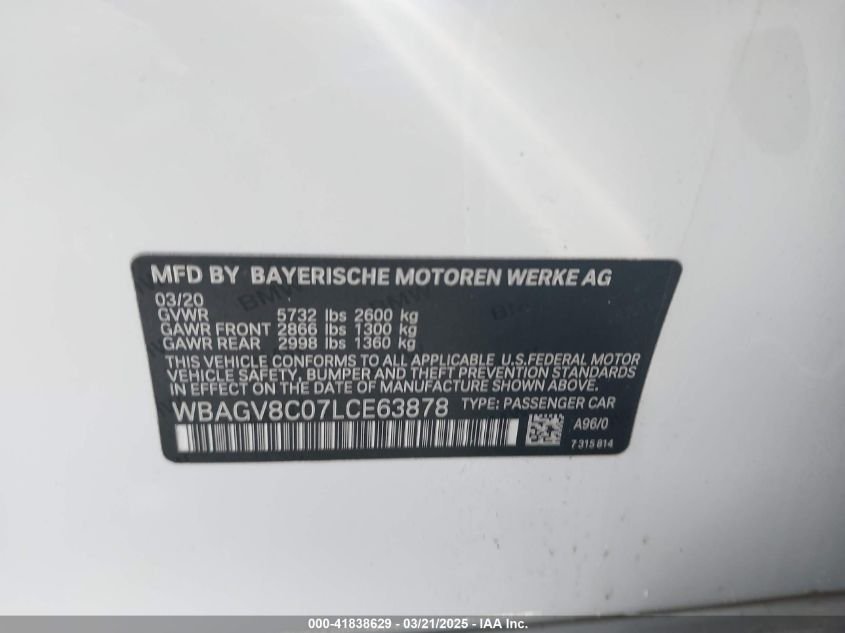 MFD BY BAYERISCHE MOTOREN WERKE AG
03/20
GVWR 5732 lbs 2600 kg
GAWR FRONT 2866 lbs 1300 kg
GAWR REAR 2998 lbs 1360 kg
THIS VEHICLE CONFORMS TO ALL APPLICABLE U.S.FEDERAL MOTOR
VEHICLE SAFETY, BUMPER AND THEFT PREVENTION STANDARDS
IN EFFECT ON THE DATE OF MANUFACTURE SHOWN ABOVE.
WBAGV8C07LCE63878 TYPE: PASSENGER CAR
A96/0
7 315 814
000-41838629 - 03/21/2025 - IAA Inc.